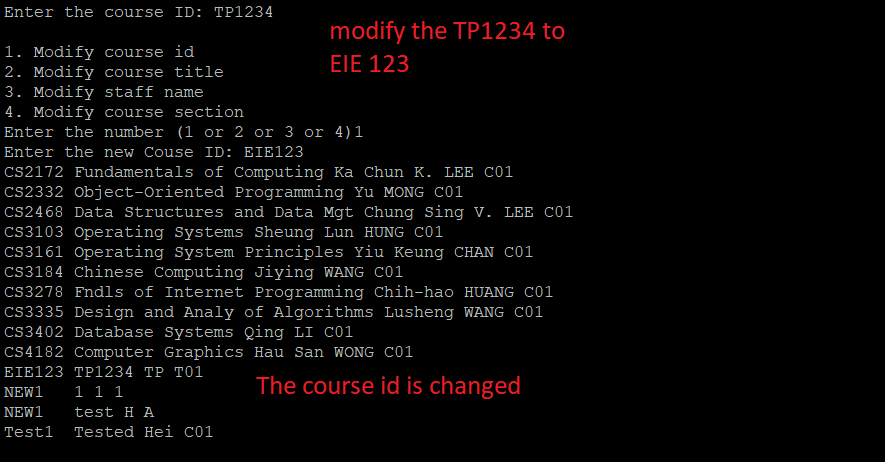 Enter the course ID: TP1234
modify the TP1234 to
EIE 123
1. Modify course id
2. Modify course title
3. Modify staff name
4. Modify course section
Enter the number (1 or 2 or 3 or 4)1
Enter the new Couse ID: EIE123
CS2172 Fundamentals of Computing Ka Chun K. LEE C01
CS2332 Object-Oriented Programming Yu MONG C01
CS2468 Data Structures and Data Mgt Chung Sing V. LEE C01
CS3103 Operating Systems Sheung Lun HUNG C01
CS3161 Operating System Principles Yiu Keung CHAN C01
CS3184 Chinese Computing Jiying WANG C01
CS3278 Fndls of Internet Programming Chih-hao HUANG C01
CS3335 Design and Analy of Algorithms Lusheng WANG C01
CS3402 Database Systems Qing LI C01
CS4182 Computer Graphics Hau San WONG C01
EIE123 TP1234 TP T01
NEW1   1 1 1
The course id is changed
NEW1   test H A
Test1  Tested Hei C01